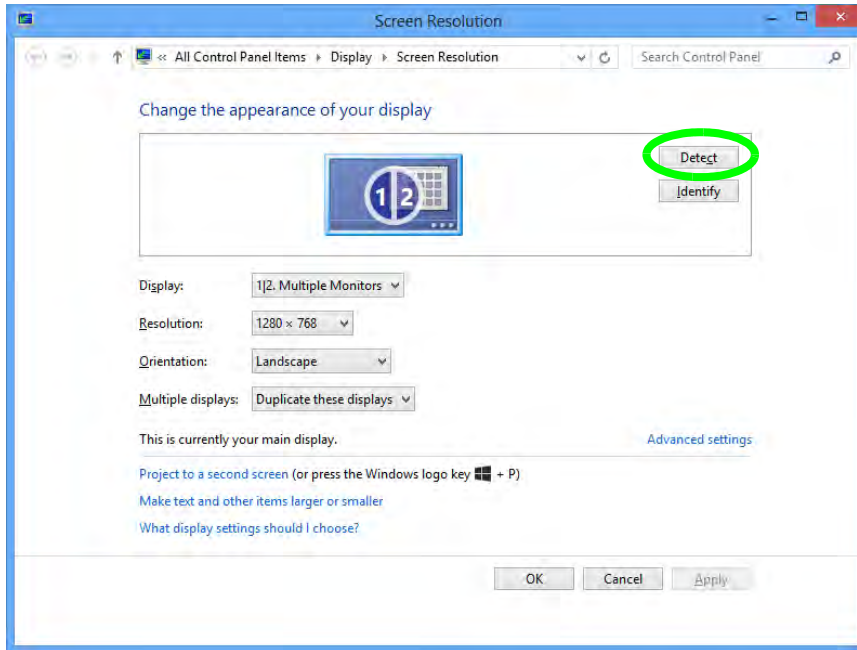 Screen Resolution
« All Control Panel Items Display Screen Resolution Search Control Panel
Change the appearance of your display
Detect
1 2
Identify
Display: 1|2. Multiple Monitors
Resolution: 1280 × 768
Orientation: Landscape
Multiple displays: Duplicate these displays
This is currently your main display. Advanced settings
Project to a second screen (or press the Windows logo key + P)
Make text and other items larger or smaller
What display settings should I choose?
OK Cancel Apply